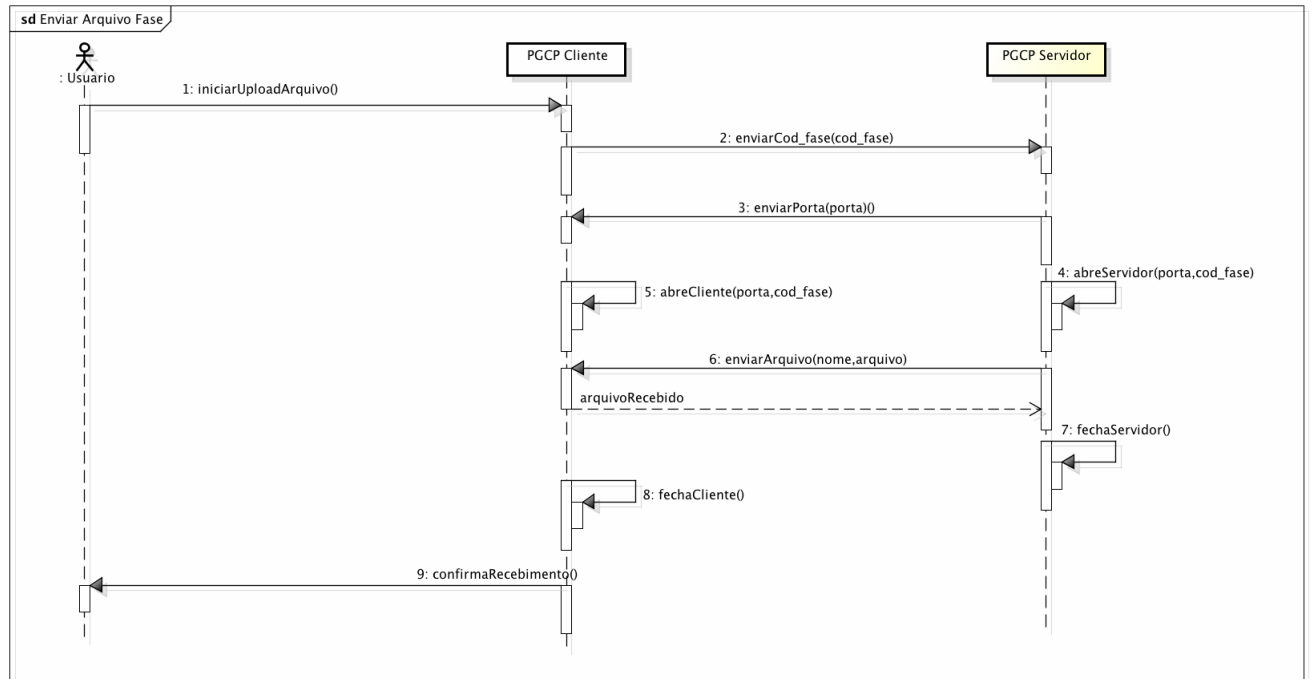 sd Enviar Arquivo Fase
: Usuario
PGCP Cliente
PGCP Servidor
1: iniciarUploadArquivo()
2: enviarCod_fase(cod_fase)
3: enviarPorta(porta)()
4: abreServidor(porta,cod_fase)
5: abreCliente(porta,cod_fase)
6: enviarArquivo(nome,arquivo)
arquivoRecebido
7: fechaServidor()
8: fechaCliente()
9: confirmaRecebimento()